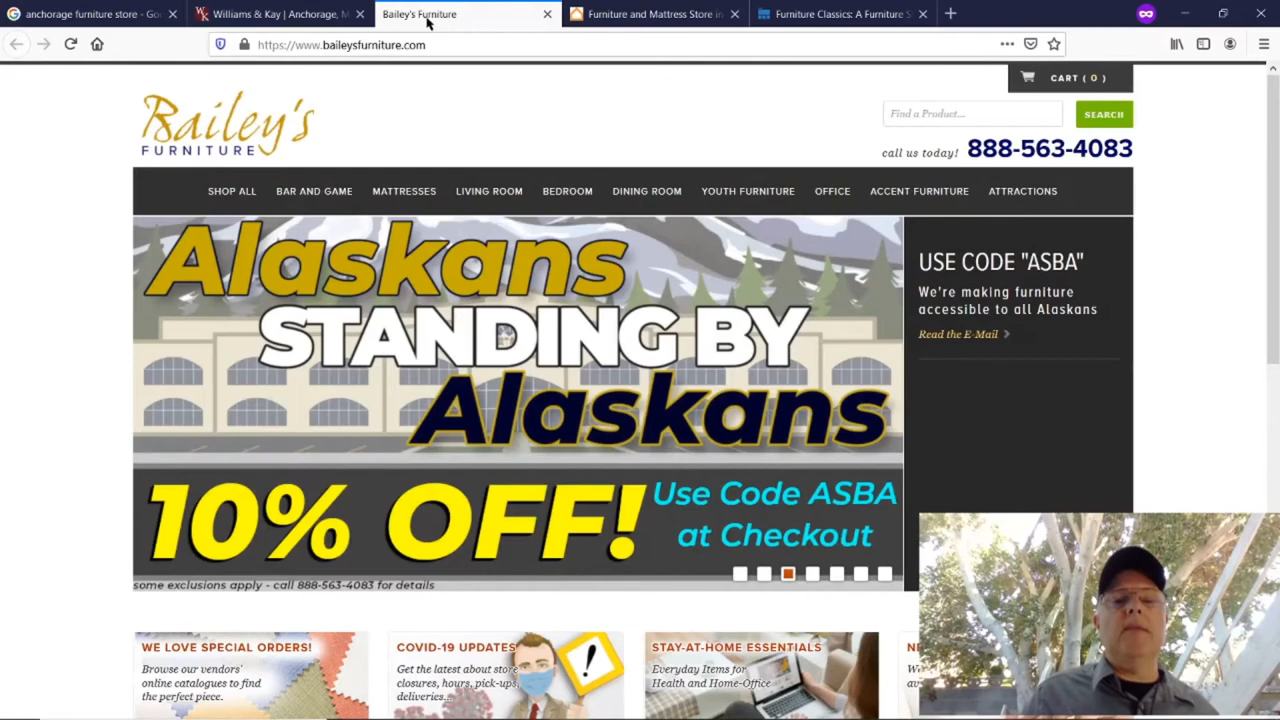 anchorage furniture store - Goo
Williams & Kay | Anchorage, M
Bailey's Furniture
Furniture and Mattress Store in
Furniture Classics: A Furniture S
https://www.baileysfurniture.com
CART ( 0 )
Bailey's
FURNITURE
Find a Product...
SEARCH
call us today! 888-563-4083
SHOP ALL BAR AND GAME MATTRESSES LIVING ROOM BEDROOM DINING ROOM YOUTH FURNITURE OFFICE ACCENT FURNITURE ATTRACTIONS
Alaskans
STANDING BY
Alaskans
10% OFF!
Use Code ASBA
at Checkout
some exclusions apply - call 888-563-4083 for details
USE CODE "ASBA"
We're making furniture
accessible to all Alaskans
Read the E-Mail
WE LOVE SPECIAL ORDERS!
Browse our vendors'
online catalogues to find
the perfect piece.
COVID-19 UPDATES
Get the latest about store
closures, hours, pick-ups,
deliveries...
!
STAY-AT-HOME ESSENTIALS
Everyday Items for
Health and Home-Office